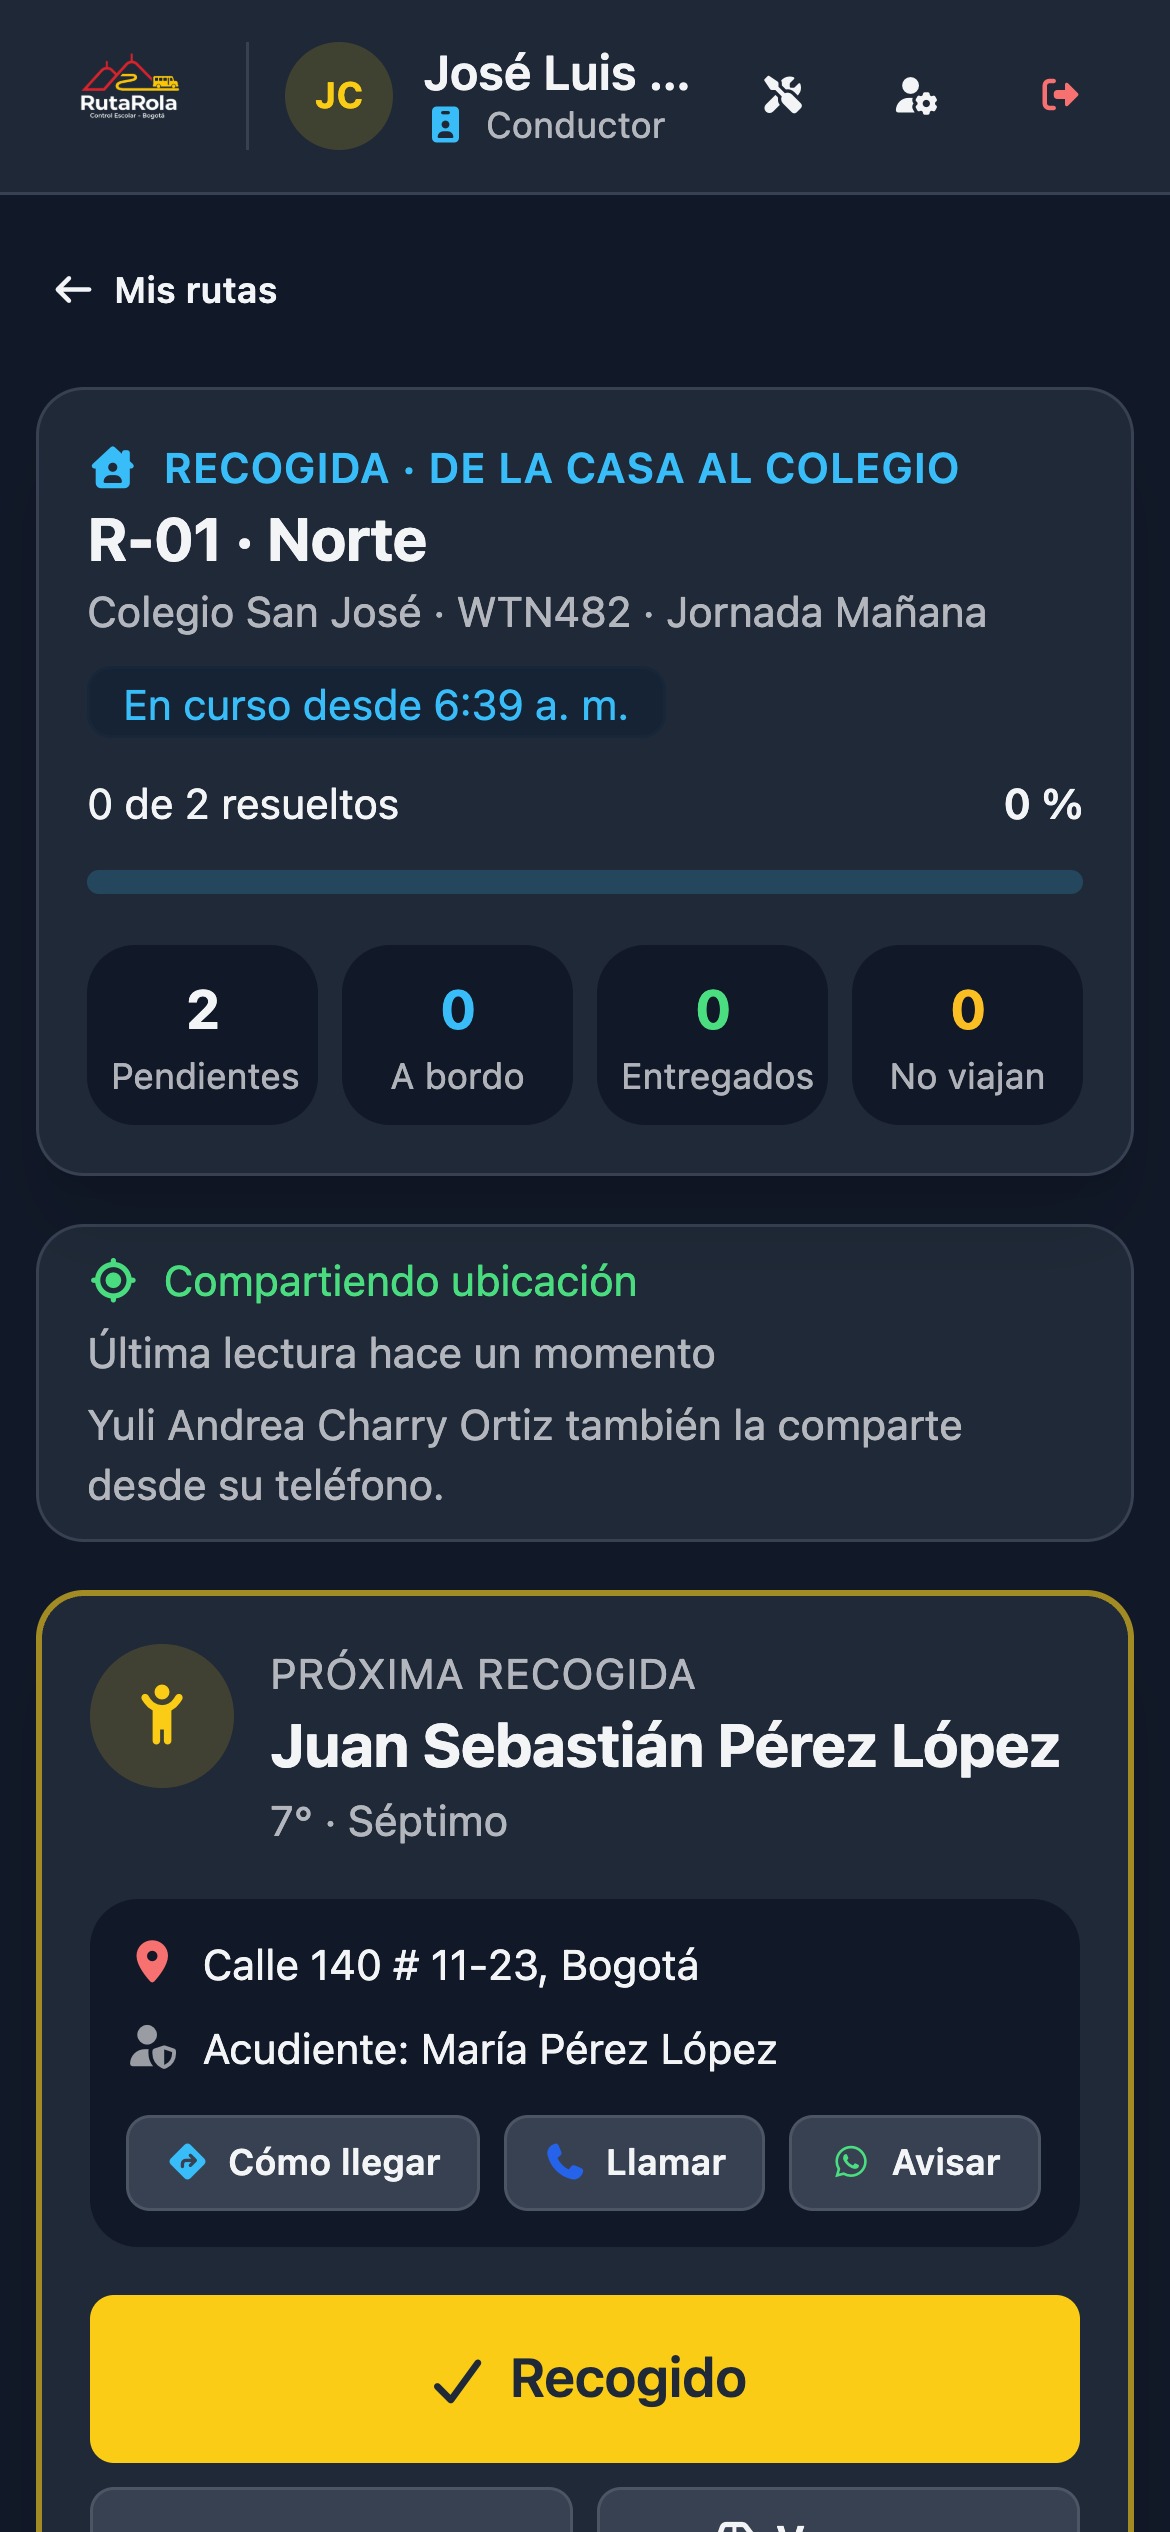 RutaRola
Control Escolar - Bogotá
JC
José Luis ...
Conductor
Mis rutas
RECOGIDA · DE LA CASA AL COLEGIO
R-01 · Norte
Colegio San José · WTN482 · Jornada Mañana
En curso desde 6:39 a. m.
0 de 2 resueltos
0 %
2
Pendientes
0
A bordo
0
Entregados
0
No viajan
Compartiendo ubicación
Última lectura hace un momento
Yuli Andrea Charry Ortiz también la comparte
desde su teléfono.
PRÓXIMA RECOGIDA
Juan Sebastián Pérez López
7° · Séptimo
Calle 140 # 11-23, Bogotá
Acudiente: María Pérez López
Cómo llegar
Llamar
Avisar
Recogido